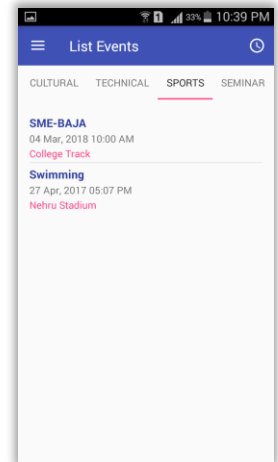 33% 10:39 PM
List Events
CULTURAL TECHNICAL SPORTS SEMINAR
SME-BAJA
04 Mar, 2018 10:00 AM
College Track
Swimming
27 Apr, 2017 05:07 PM
Nehru Stadium